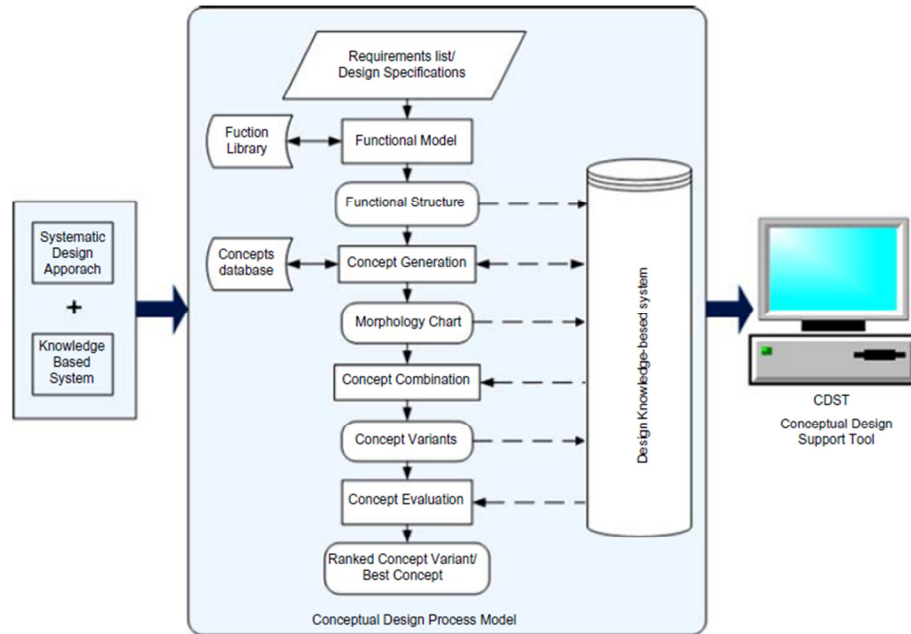 Requirements list/
Design Specifications
Fuction
Library
Functional Model
Functional Structure
Systematic
Design
Apporach
+
Knowledge
Based
System
Concepts
database
Concept Generation
Morphology Chart
Concept Combination
Concept Variants
Concept Evaluation
Ranked Concept Variant/
Best Concept
Conceptual Design Process Model
Design Knowledge-besed system
CDST
Conceptual Design
Support Tool